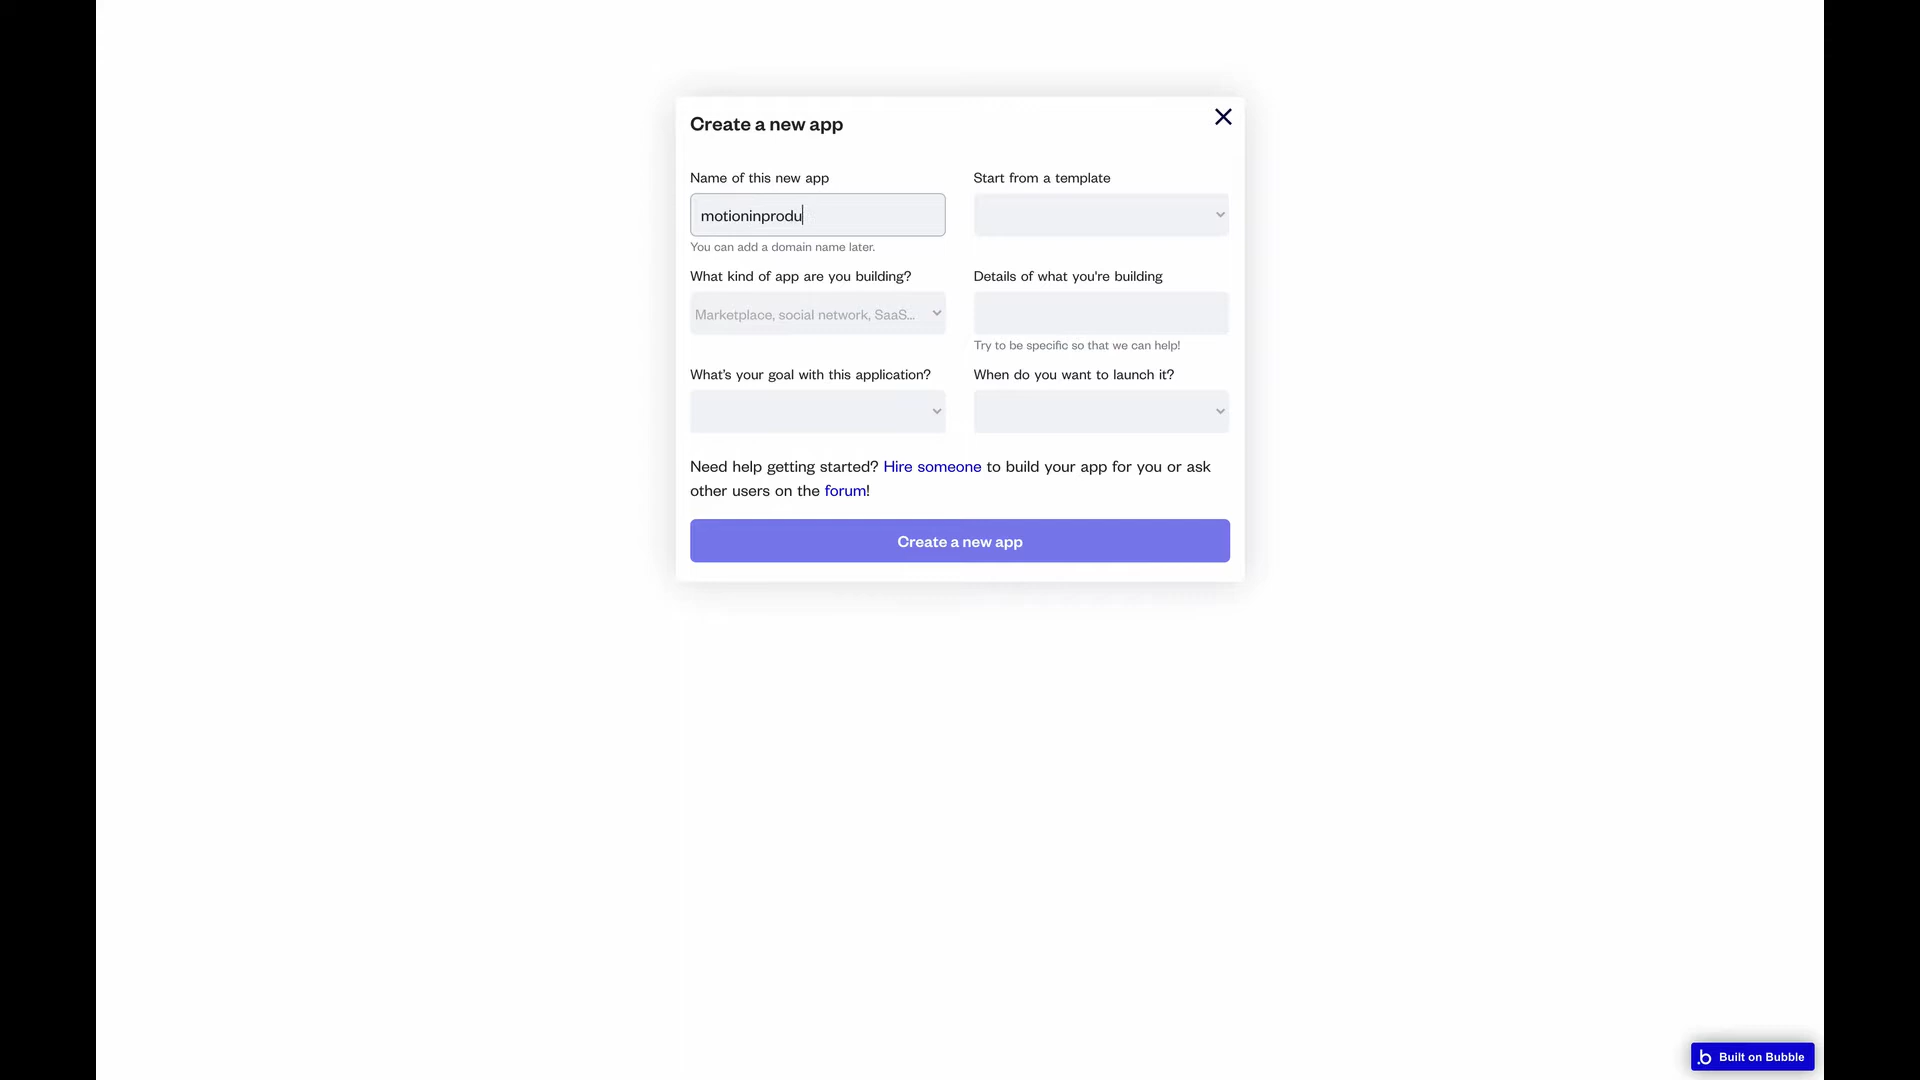 Create a new app
Name of this new app
motioninprodu
You can add a domain name later.
Start from a template
What kind of app are you building?
Marketplace, social network, SaaS...
Details of what you're building
Try to be specific so that we can help!
What's your goal with this application?
When do you want to launch it?
Need help getting started? Hire someone to build your app for you or ask
other users on the forum!
Create a new app
.b Built on Bubble